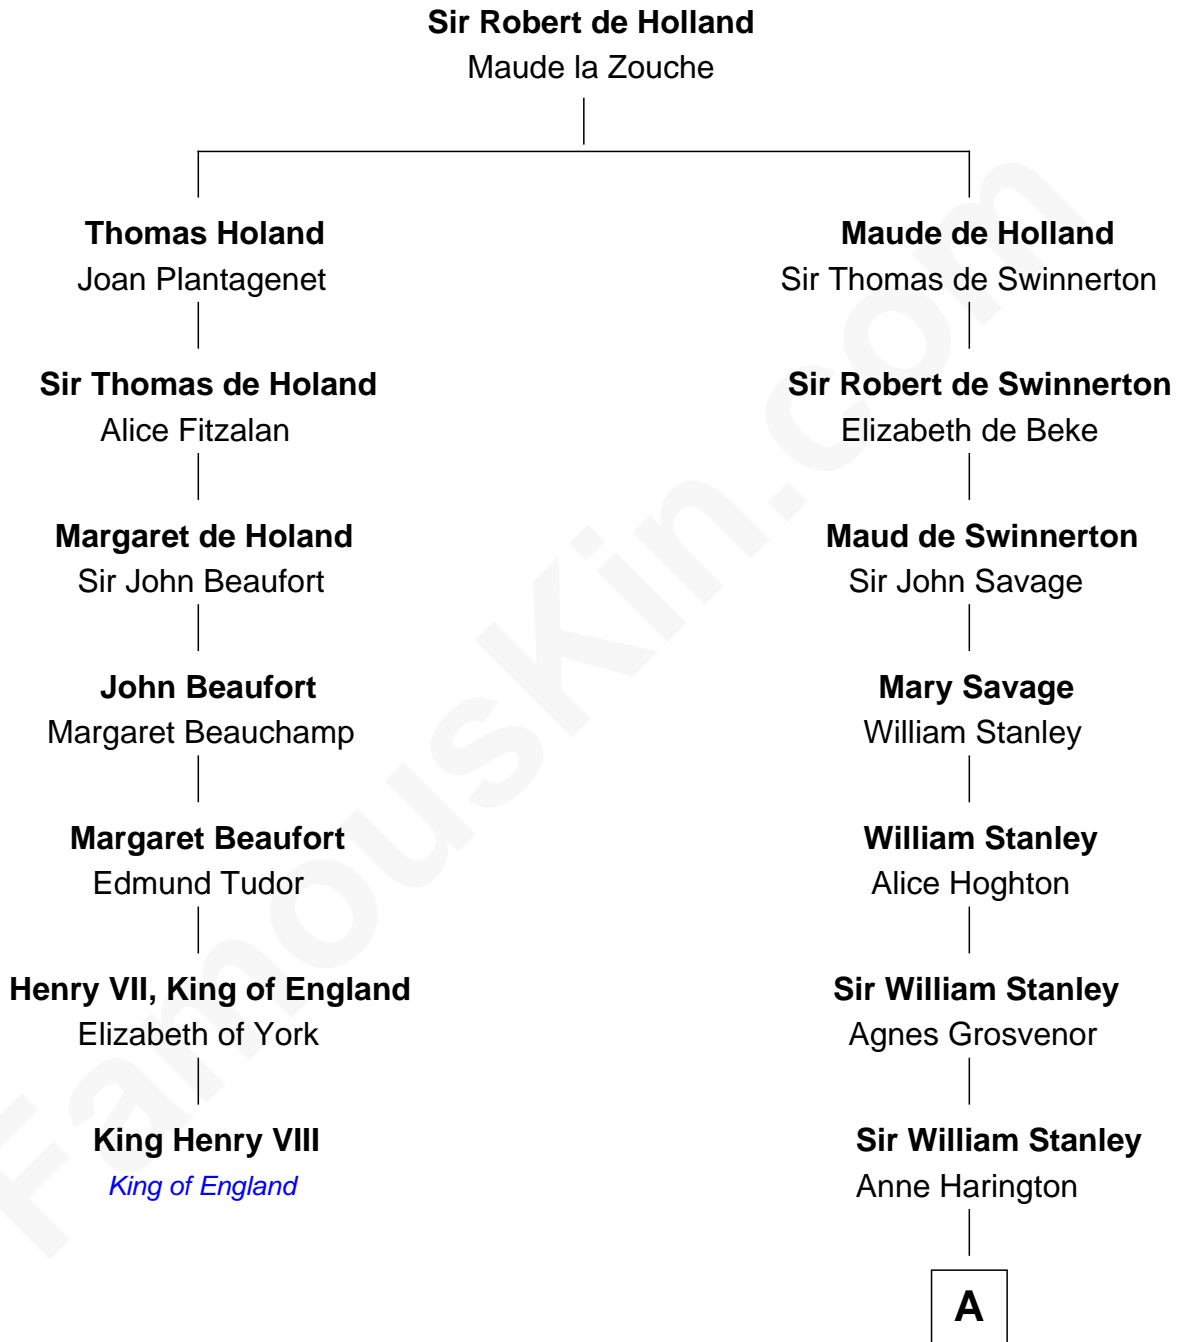 Sir Robert de Holland
Maude la Zouche
Thomas Holand
Joan Plantagenet
Maude de Holland
Sir Thomas de Swinnerton
Sir Thomas de Holand
Alice Fitzalan
Sir Robert de Swinnerton
Elizabeth de Beke
Margaret de Holand
Sir John Beaufort
Maud de Swinnerton
Sir John Savage
John Beaufort
Margaret Beauchamp
Mary Savage
William Stanley
Margaret Beaufort
Edmund Tudor
William Stanley
Alice Hoghton
Henry VII, King of England
Elizabeth of York
Sir William Stanley
Agnes Grosvenor
King Henry VIII
King of England
Sir William Stanley
Anne Harington
A
FamousKin.com